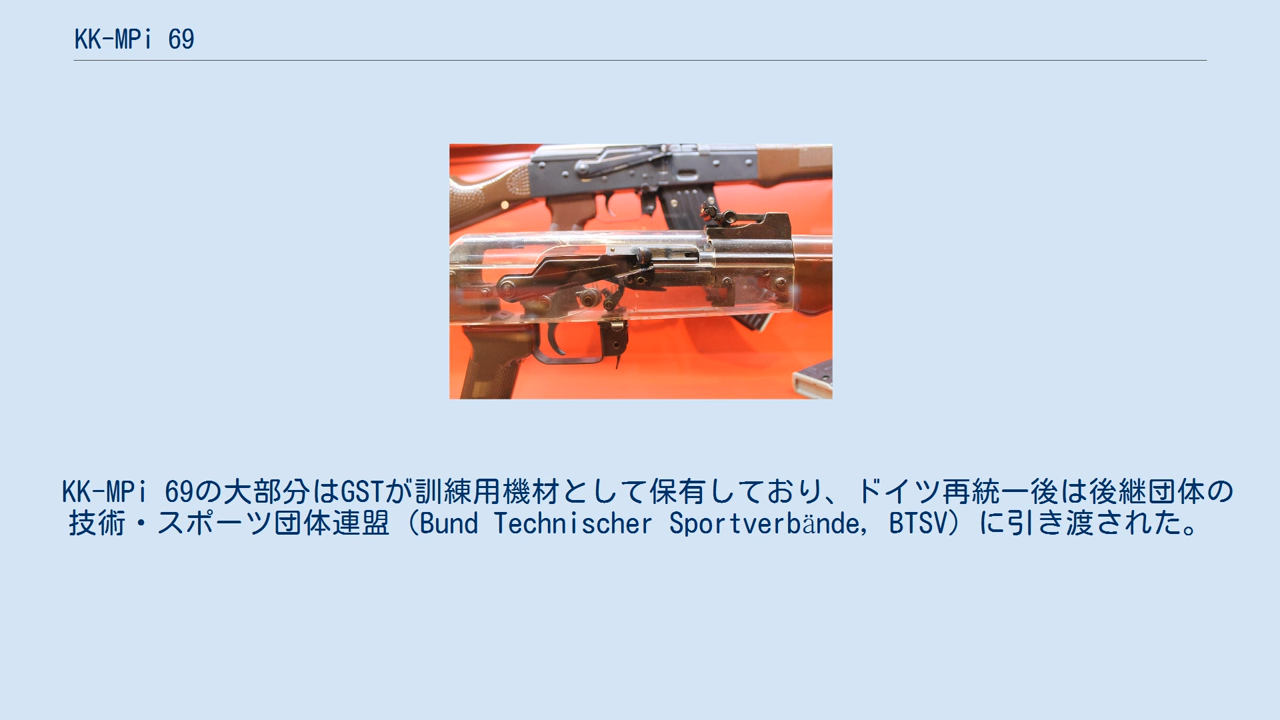 KK-MPi 69
KK-MPi 69の大部分はGSTが訓練用機材として保有しており、ドイツ再統一後は後継団体の
技術・スポーツ団体連盟（Bund Technischer Sportverbände, BTSV）に引き渡された。